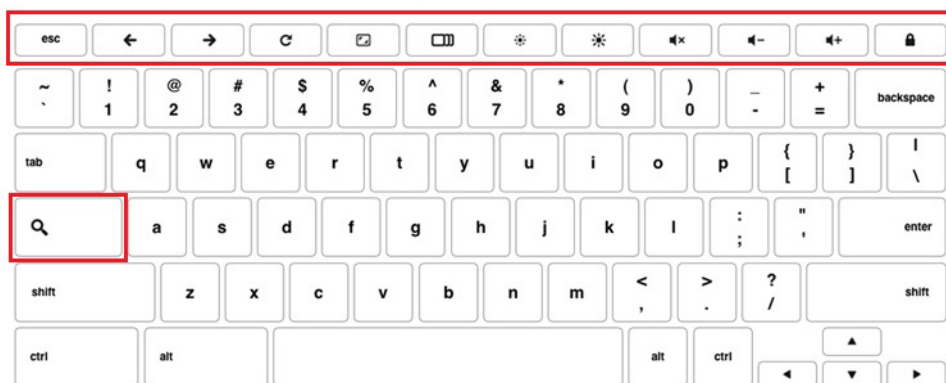 esc
~ ! @ # $ % ^ & * ( ) _ +
` 1 2 3 4 5 6 7 8 9 0 - = backspace
tab q w e r t y u i o p { [ } ] | \
a s d f g h j k l : ; " ' enter
shift z x c v b n m < , > . ? / shift
ctrl alt alt ctrl